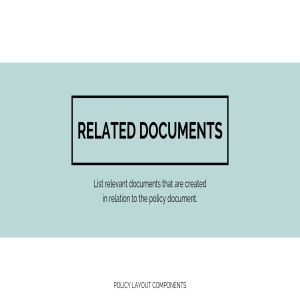 RELATED DOCUMENTS
List relevant documents that are created
in relation to the policy document.
POLICY LAYOUT COMPONENTS